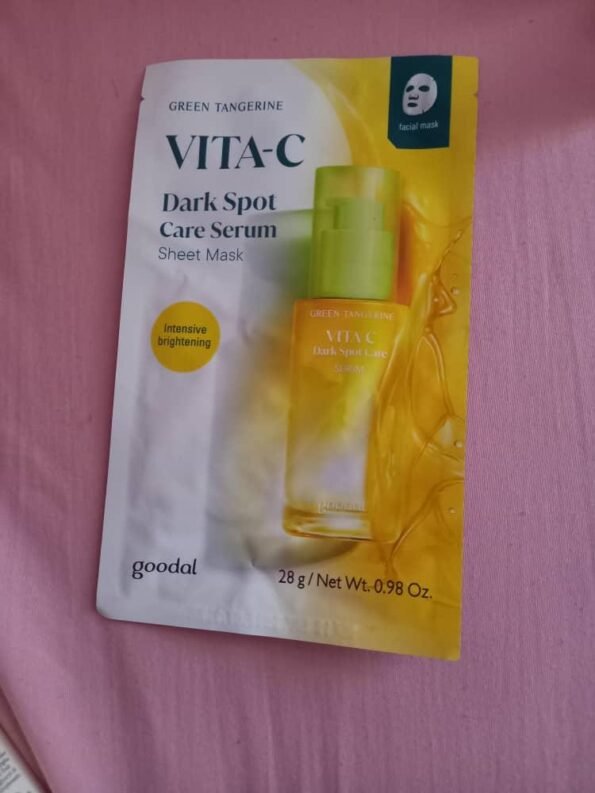 GREEN TANGERINE
facial mask
VITA-C
Dark Spot
Care Serum
Sheet Mask
Intensive
brightening
GREEN TANGERINE
VITA C
Dark Spot Care
SERUM
goodal
goodal
28 g / Net Wt. 0.98 Oz.